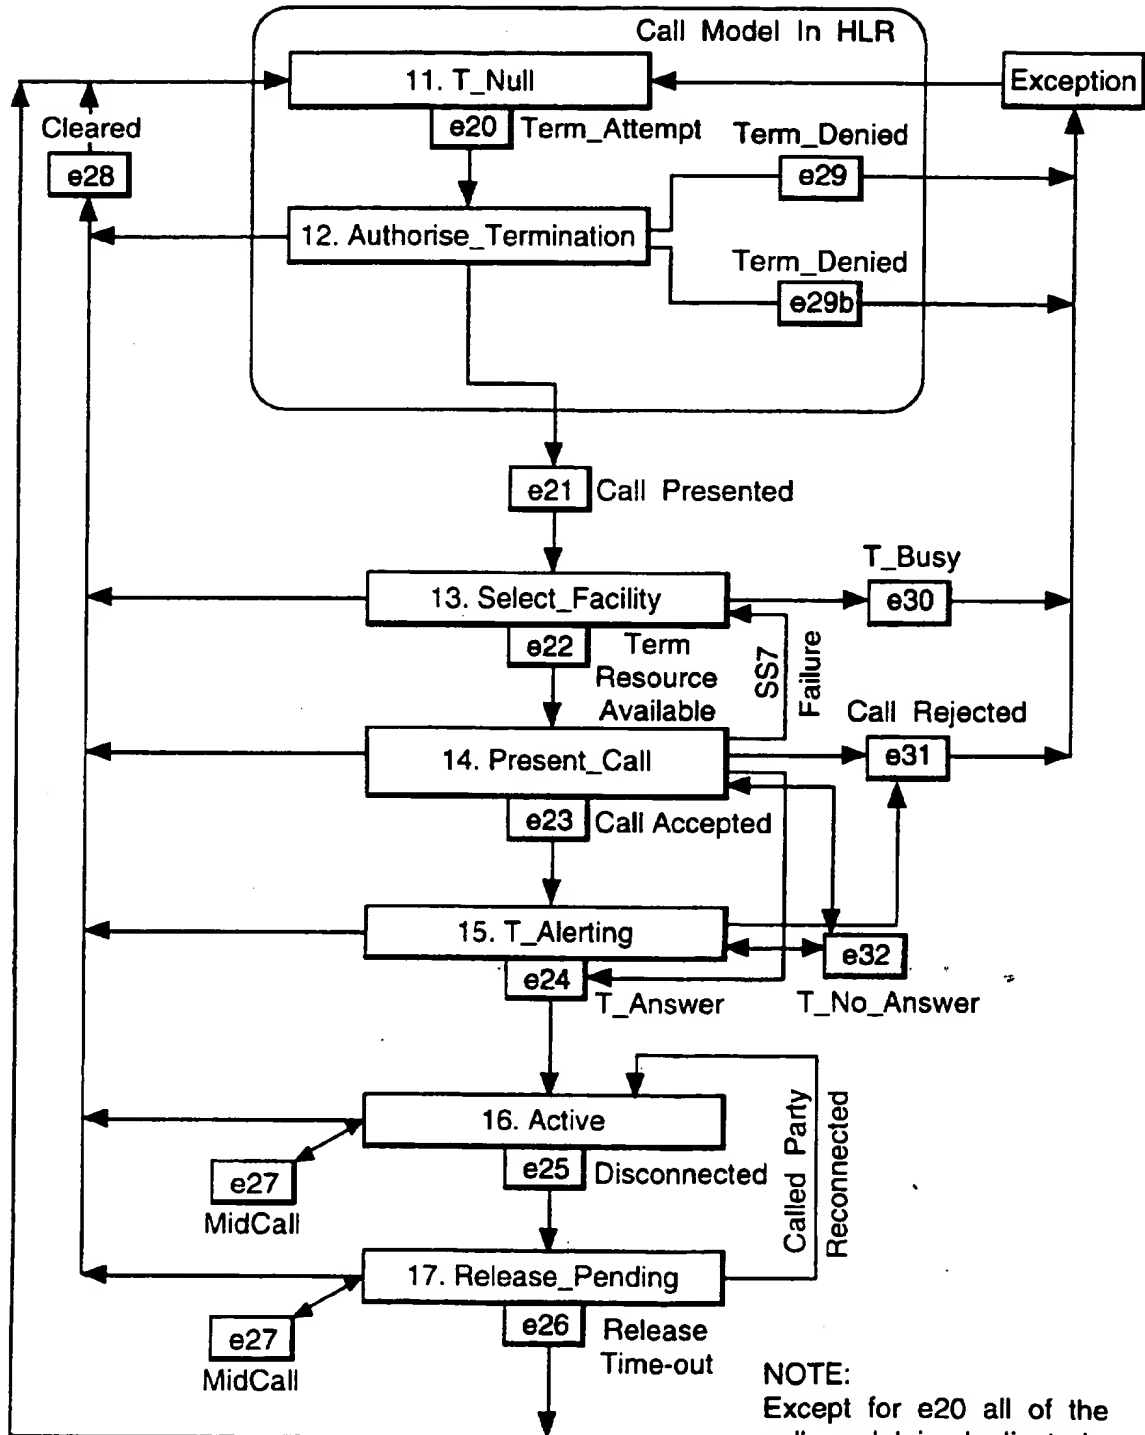 Call Model In HLR
11. T_Null
Exception
e20
Term_Attempt
Cleared
e28
Term_Denied
e29
12. Authorise_Termination
Term_Denied
e29b
e21
Call Presented
T_Busy
13. Select_Facility
e30
e22
Term
Resource
Available
SS7
Failure
Call Rejected
14. Present_Call
e31
e23
Call Accepted
15. T_Alerting
e32
e24
T_Answer
T_No_Answer
16. Active
e27
MidCall
e25
Disconnected
Called Party
Reconnected
17. Release_Pending
e27
MidCall
e26
Release
Time-out
NOTE:
Except for e20 all of the